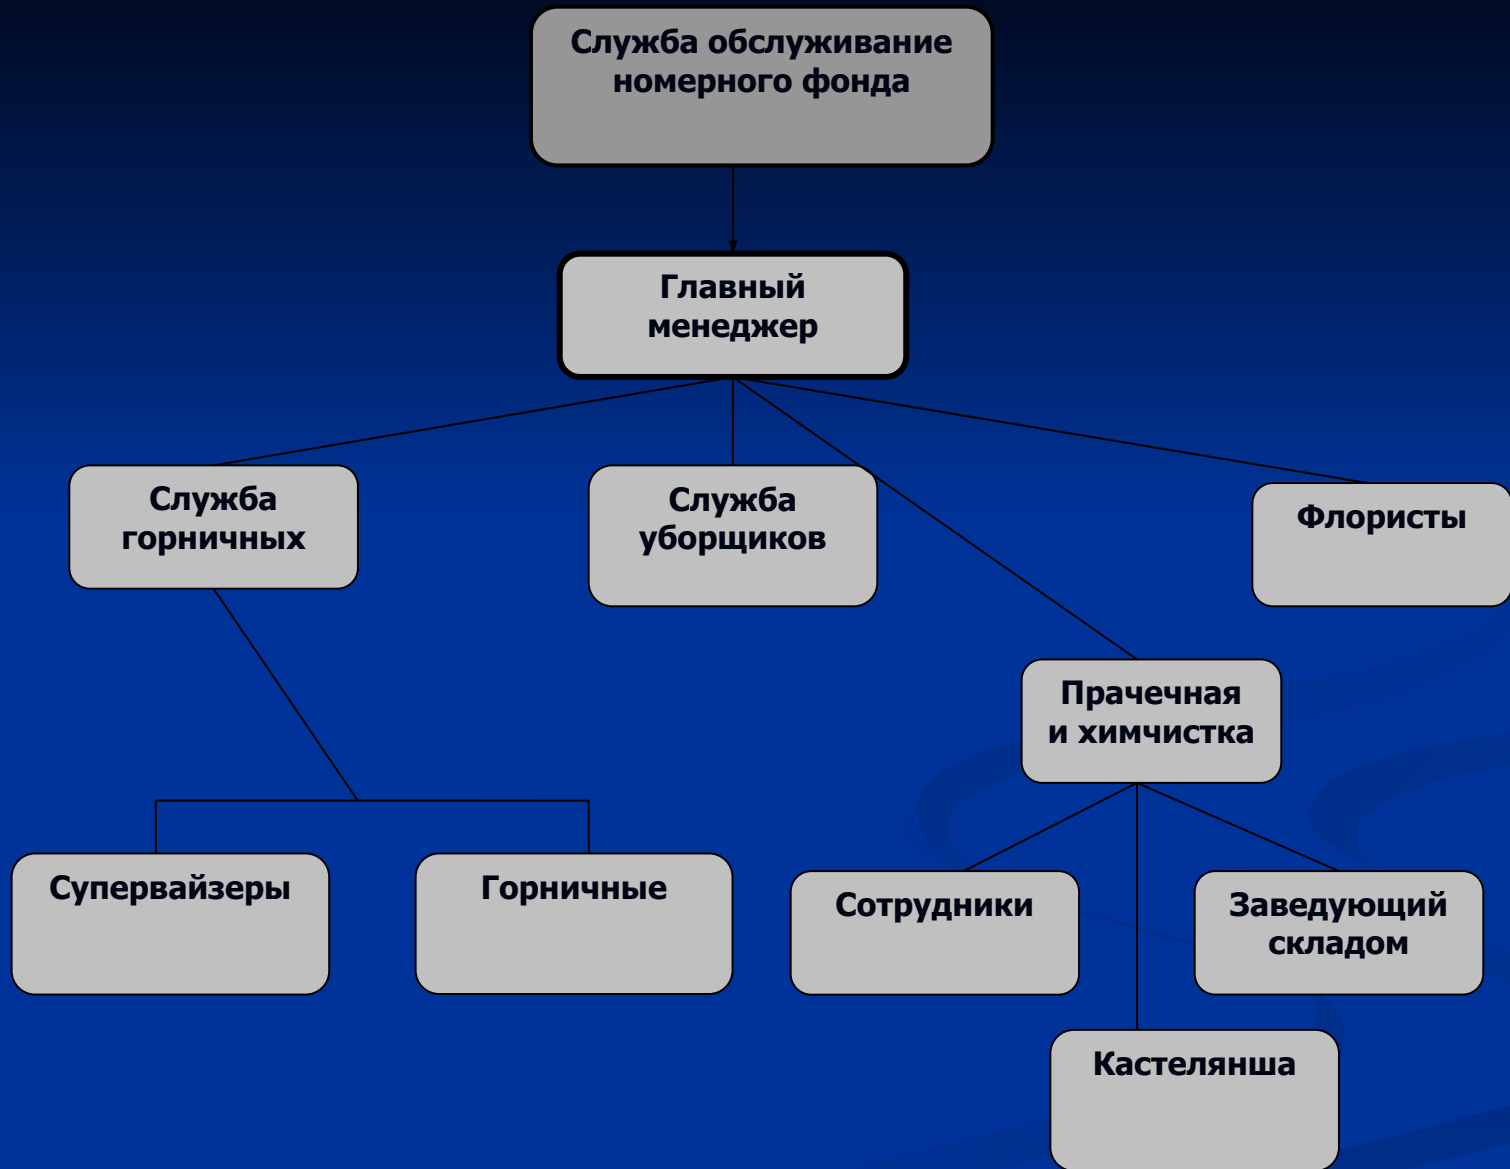 Служба обслуживание
номерного фонда
Главный
менеджер
Служба
горничных
Служба
уборщиков
Флористы
Прачечная
и химчистка
Супервайзеры
Горничные
Сотрудники
Заведующий
складом
Кастелянша